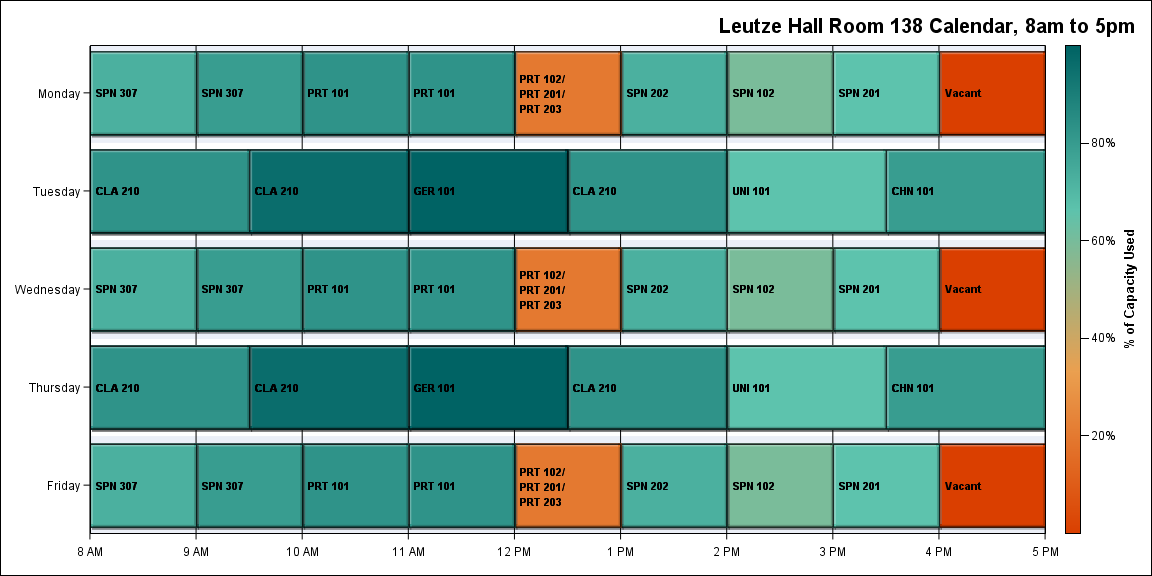 Leutze Hall Room 138 Calendar, 8am to 5pm
Monday
SPN 307
SPN 307
PRT 101
PRT 101
PRT 102/
PRT 201/
PRT 203
SPN 202
SPN 102
SPN 201
Vacant
Tuesday
CLA 210
CLA 210
GER 101
CLA 210
UNI 101
CHN 101
Wednesday
SPN 307
SPN 307
PRT 101
PRT 101
PRT 102/
PRT 201/
PRT 203
SPN 202
SPN 102
SPN 201
Vacant
Thursday
CLA 210
CLA 210
GER 101
CLA 210
UNI 101
CHN 101
Friday
SPN 307
SPN 307
PRT 101
PRT 101
PRT 102/
PRT 201/
PRT 203
SPN 202
SPN 102
SPN 201
Vacant
8 AM
9 AM
10 AM
11 AM
12 PM
1 PM
2 PM
3 PM
4 PM
5 PM
80%
60%
40%
20%
% of Capacity Used